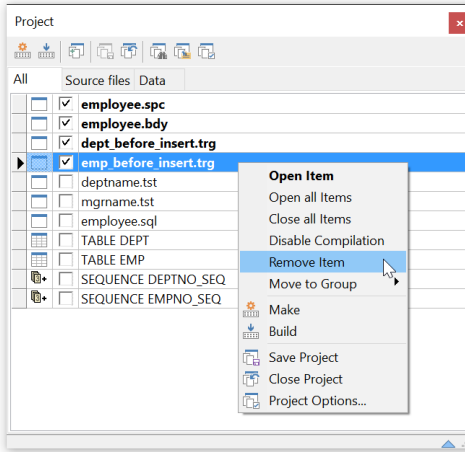 Project
All Source files Data
employee.spc
employee.bdy
dept_before_insert.trg
emp_before_insert.trg
deptname.tst
mgrname.tst
employee.sql
TABLE DEPT
TABLE EMP
SEQUENCE DEPTNO_SEQ
SEQUENCE EMPNO_SEQ
Open Item
Open all Items
Close all Items
Disable Compilation
Remove Item
Move to Group
Make
Build
Save Project
Close Project
Project Options...